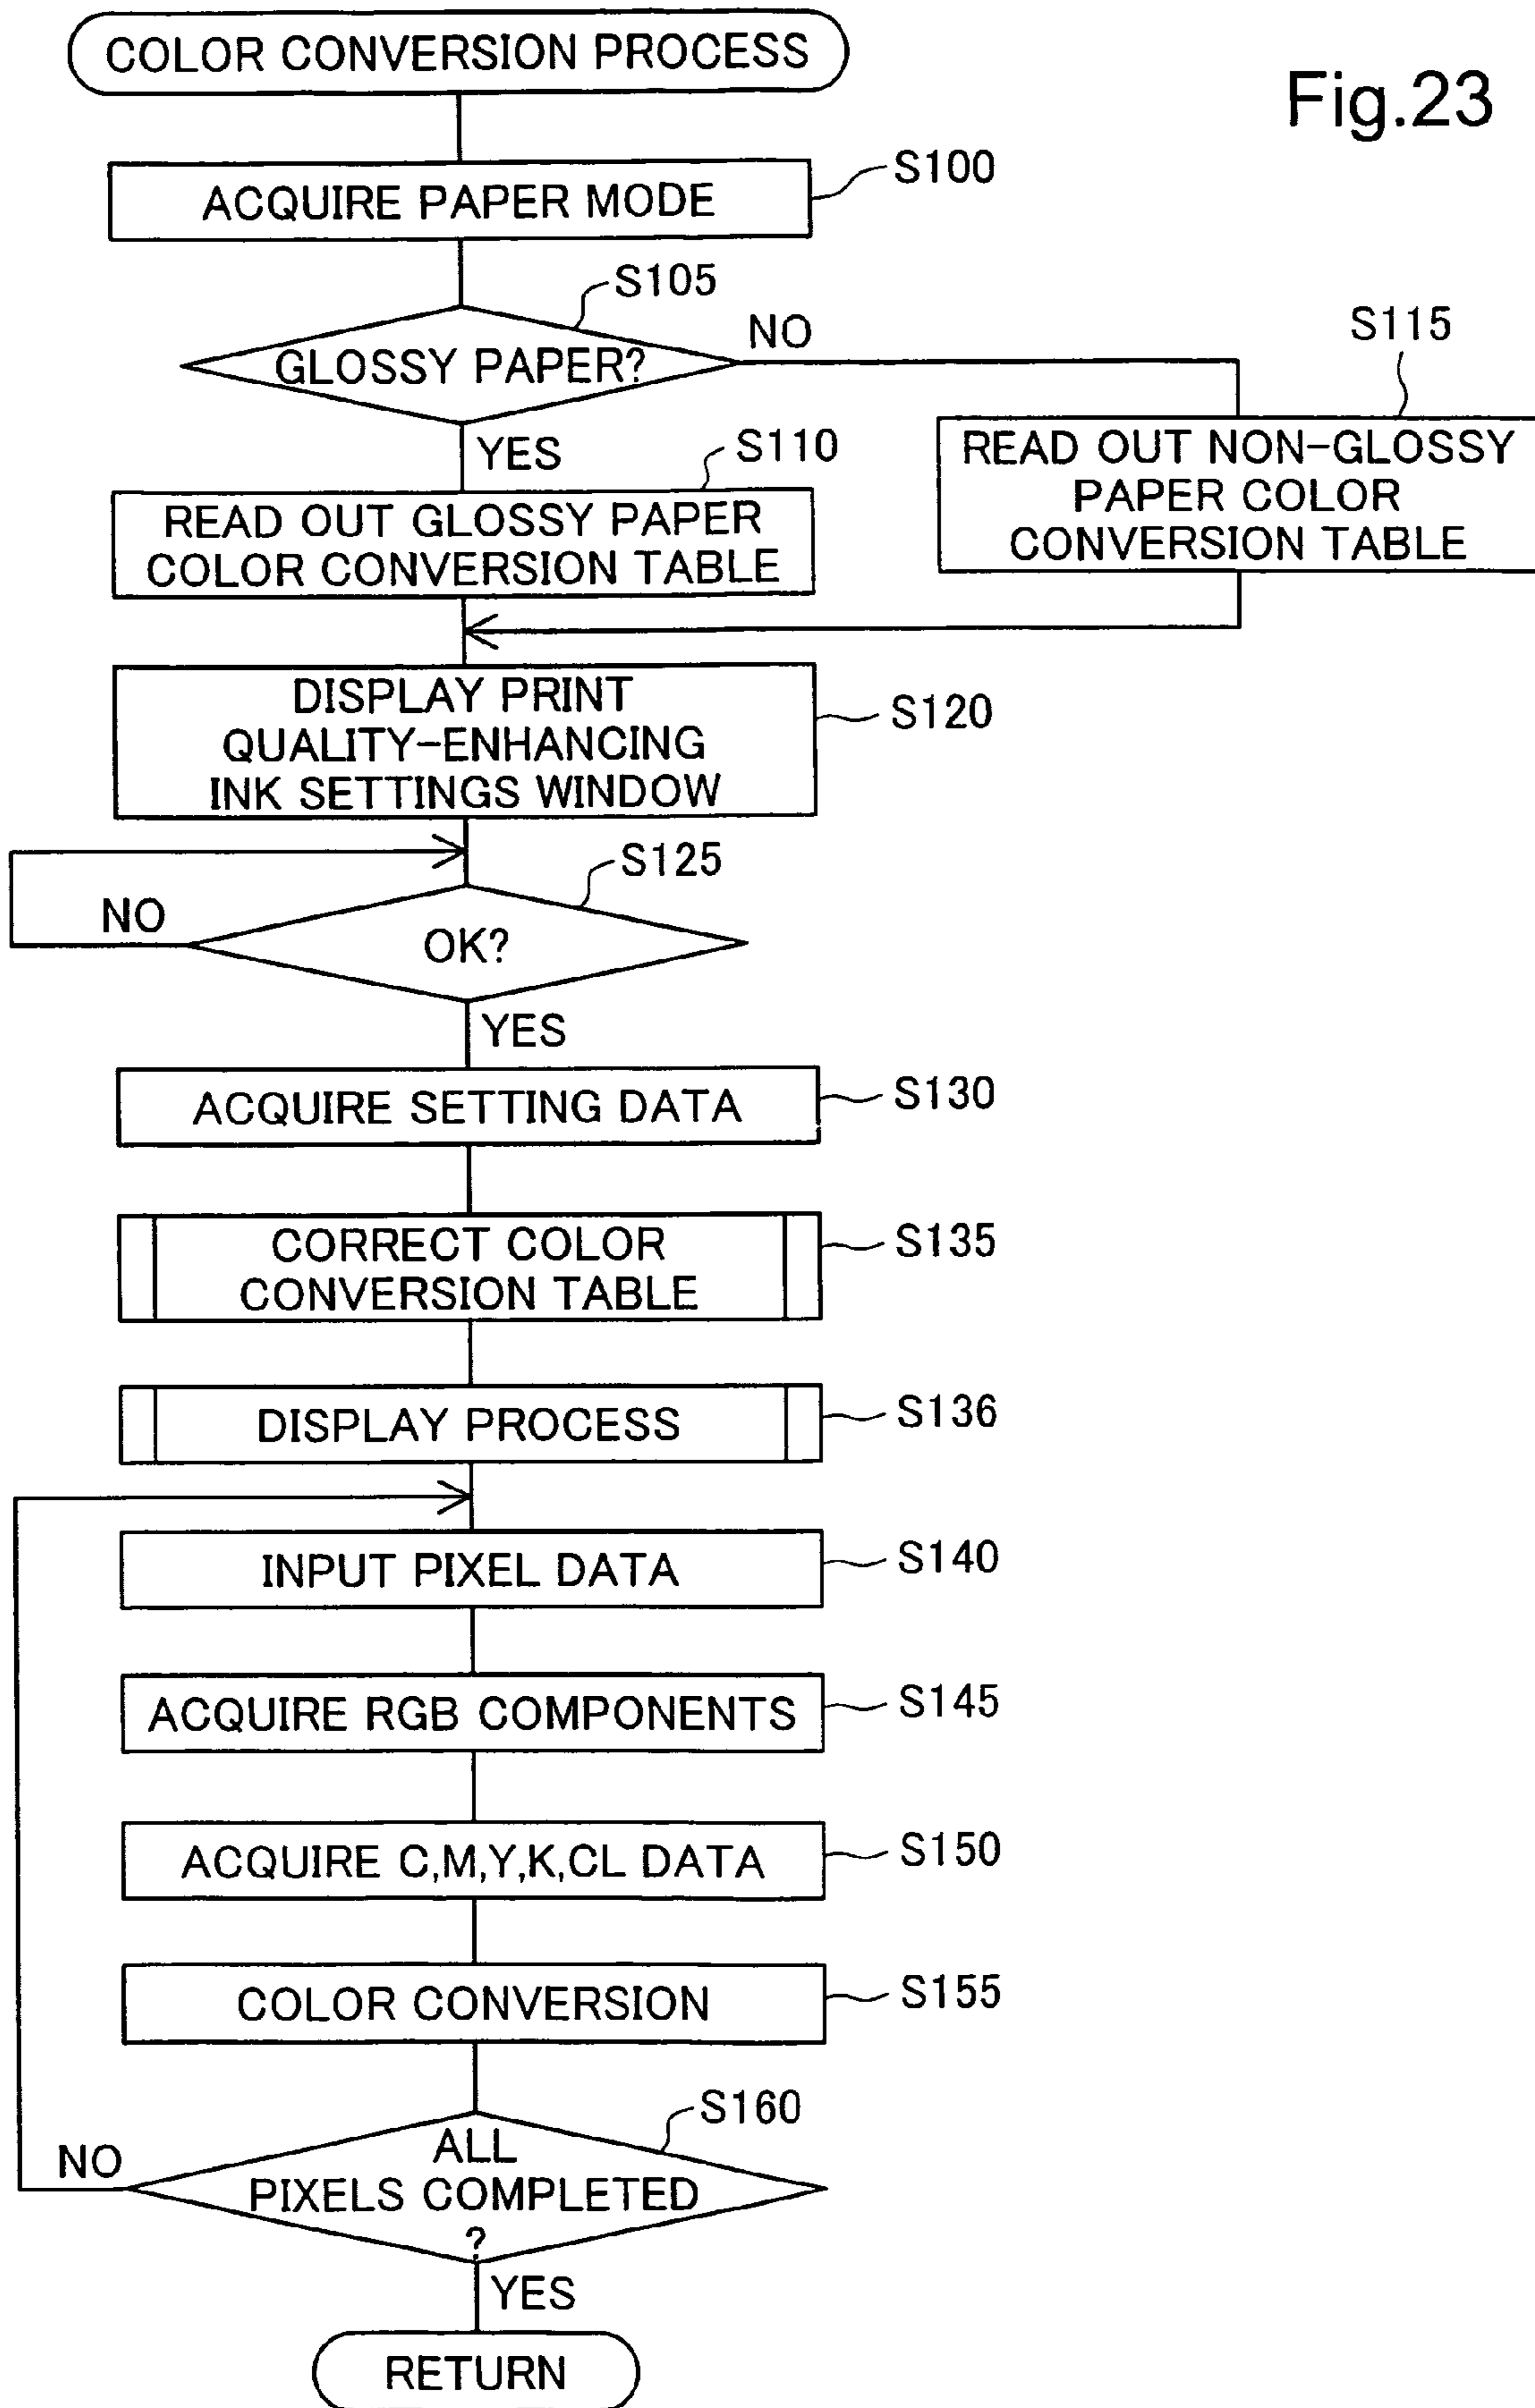 COLOR CONVERSION PROCESS
Fig.23
ACQUIRE PAPER MODE
S100
S105
GLOSSY PAPER?
NO
S115
YES
S110
READ OUT GLOSSY PAPER
COLOR CONVERSION TABLE
READ OUT NON-GLOSSY
PAPER COLOR
CONVERSION TABLE
DISPLAY PRINT
QUALITY-ENHANCING
INK SETTINGS WINDOW
S120
S125
NO
OK?
YES
ACQUIRE SETTING DATA
S130
CORRECT COLOR
CONVERSION TABLE
S135
DISPLAY PROCESS
S136
INPUT PIXEL DATA
S140
ACQUIRE RGB COMPONENTS
S145
ACQUIRE C,M,Y,K,CL DATA
S150
COLOR CONVERSION
S155
S160
NO
ALL
PIXELS COMPLETED
?
YES
RETURN